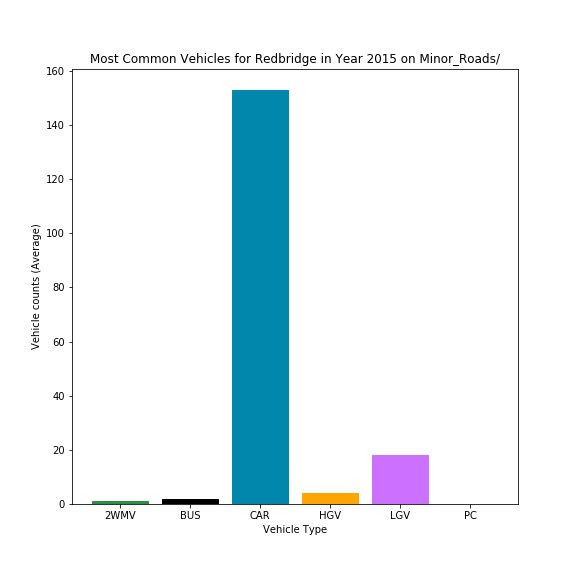 Most Common Vehicles for Redbridge in Year 2015 on Minor_Roads/
160
140
120
100
80
60
40
20
0
Vehicle counts (Average)
2WMV BUS CAR HGV LGV PC
Vehicle Type